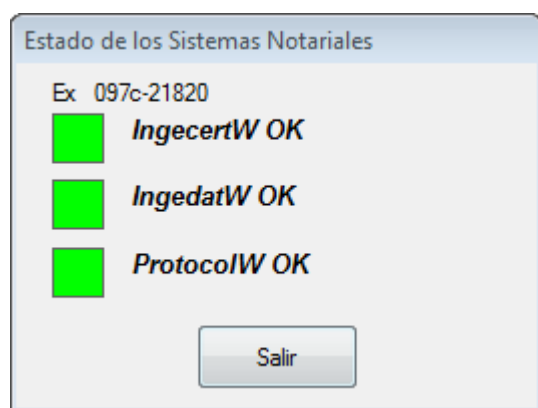 Estado de los Sistemas Notariales
Ex 097c-21820
IngecertW OK
IngedatW OK
ProtocolW OK
Salir